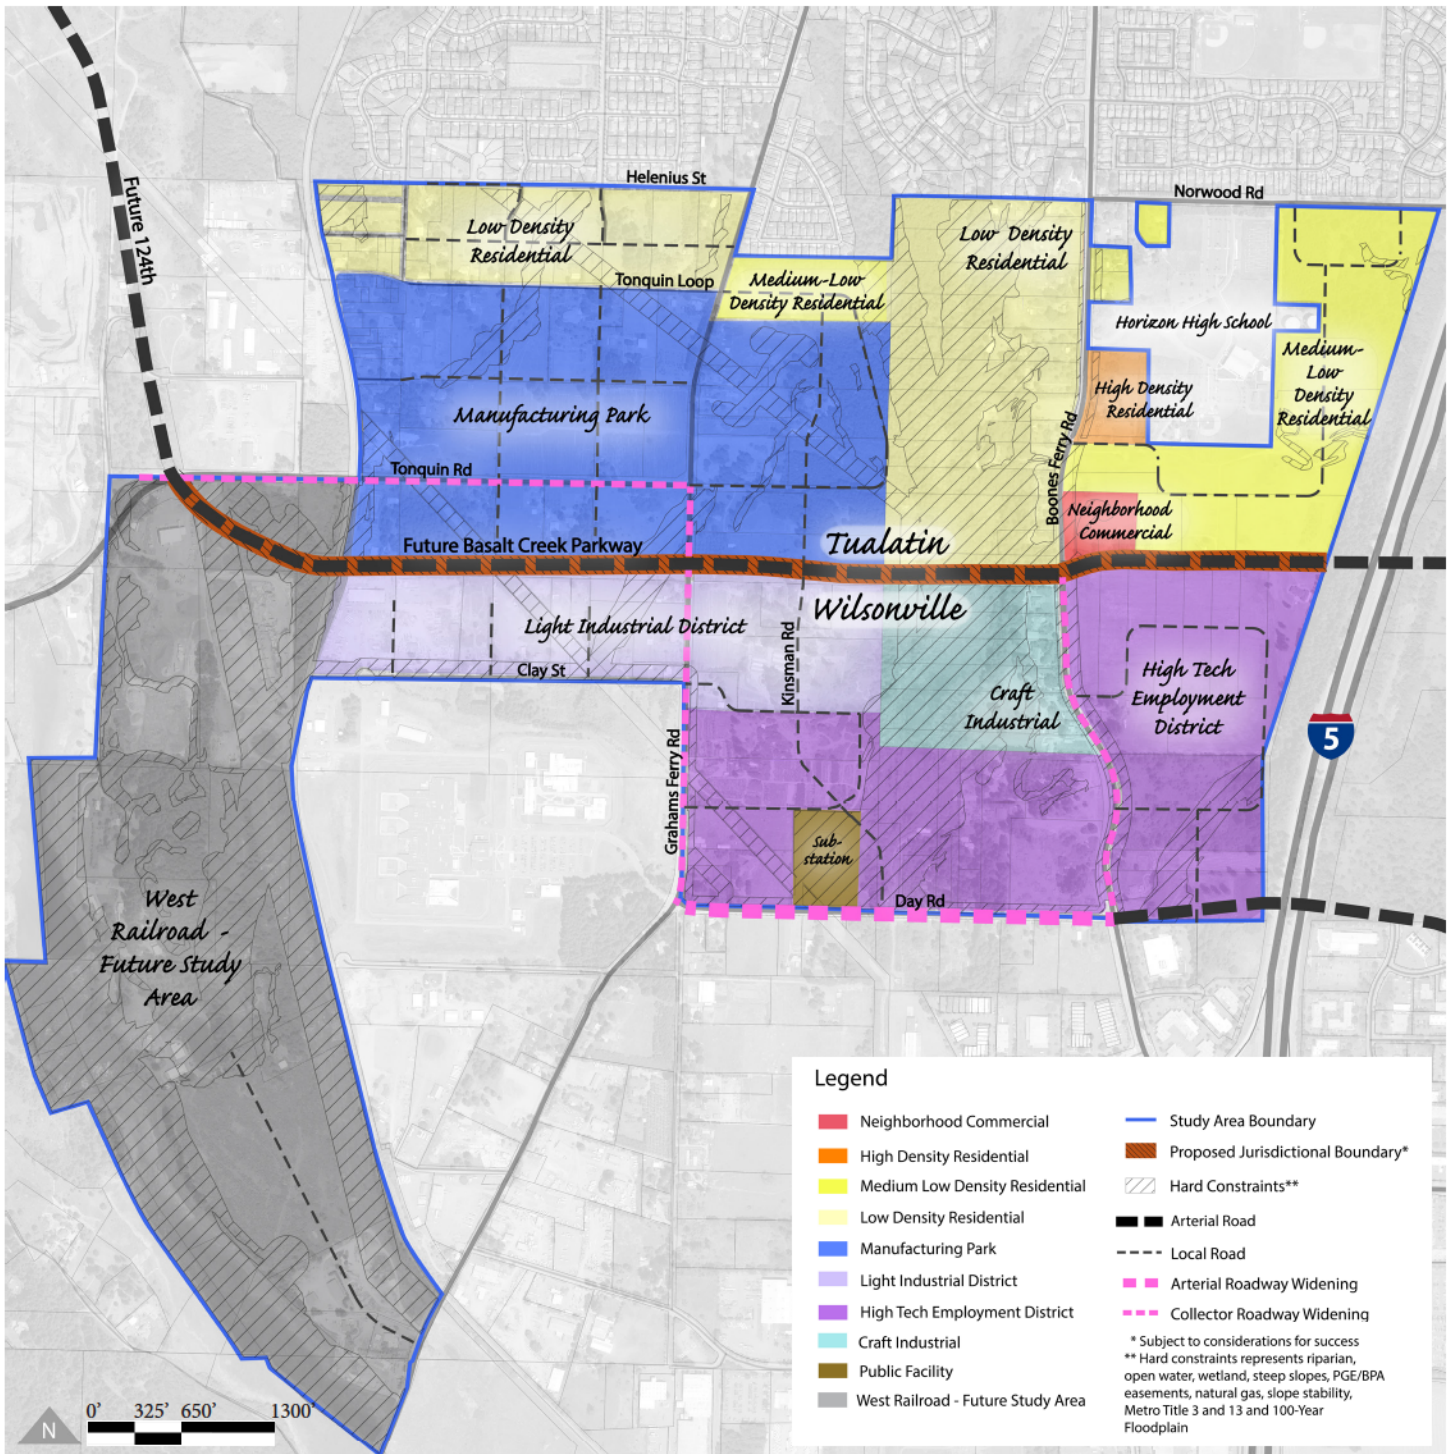 Helenius St
Norwood Rd
Future 124th
Low Density
Residential
Low Density
Residential
Tonquin Loop
Medium-Low
Density Residential
Horizon High School
Medium-
Low
Density
Residential
High Density
Residential
Manufacturing Park
Boones Ferry Rd
Tonquin Rd
Neighborhood
Commercial
Future Basalt Creek Parkway
Tualatin
Wilsonville
Light Industrial District
Kinsman Rd
Clay St
High Tech
Employment
District
Craft
Industrial
5
Grahams Ferry Rd
Sub-
station
Day Rd
West
Railroad -
Future Study
Area
Legend
Neighborhood Commercial
High Density Residential
Medium Low Density Residential
Low Density Residential
Manufacturing Park
Light Industrial District
High Tech Employment District
Craft Industrial
Public Facility
West Railroad - Future Study Area
Study Area Boundary
Proposed Jurisdictional Boundary*
Hard Constraints**
Arterial Road
Local Road
Arterial Roadway Widening
Collector Roadway Widening
* Subject to considerations for success
** Hard constraints represents riparian,
open water, wetland, steep slopes, PGE/BPA
easements, natural gas, slope stability,
Metro Title 3 and 13 and 100-Year
Floodplain
N
0' 325' 650' 1300'